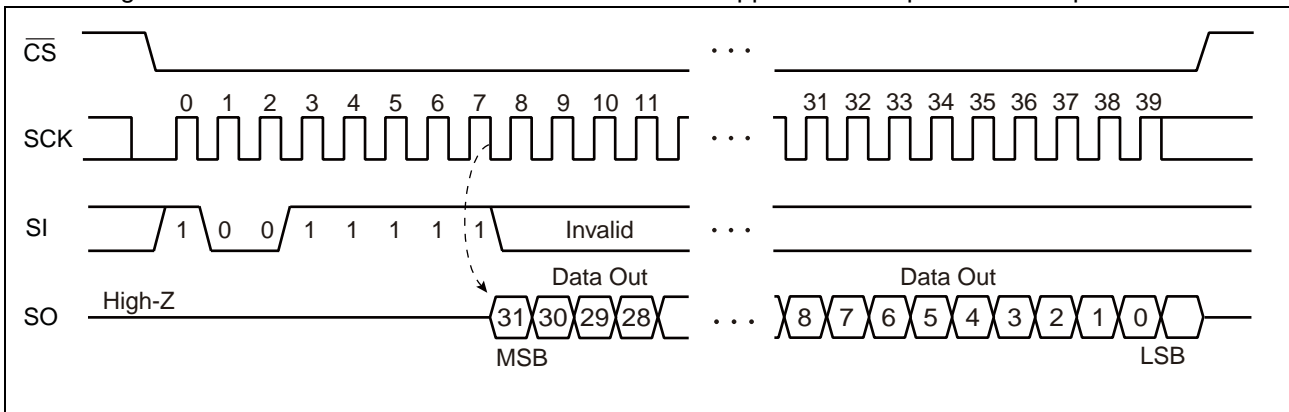 CS
· · ·
0 1 2 3 4 5 6 7 8 9 10 11 31 32 33 34 35 36 37 38 39
SCK
· · ·
SI 1 0 0 1 1 1 1 1 Invalid · · ·
Data Out Data Out
High-Z
SO 31 30 29 28 · · · 8 7 6 5 4 3 2 1 0
MSB LSB